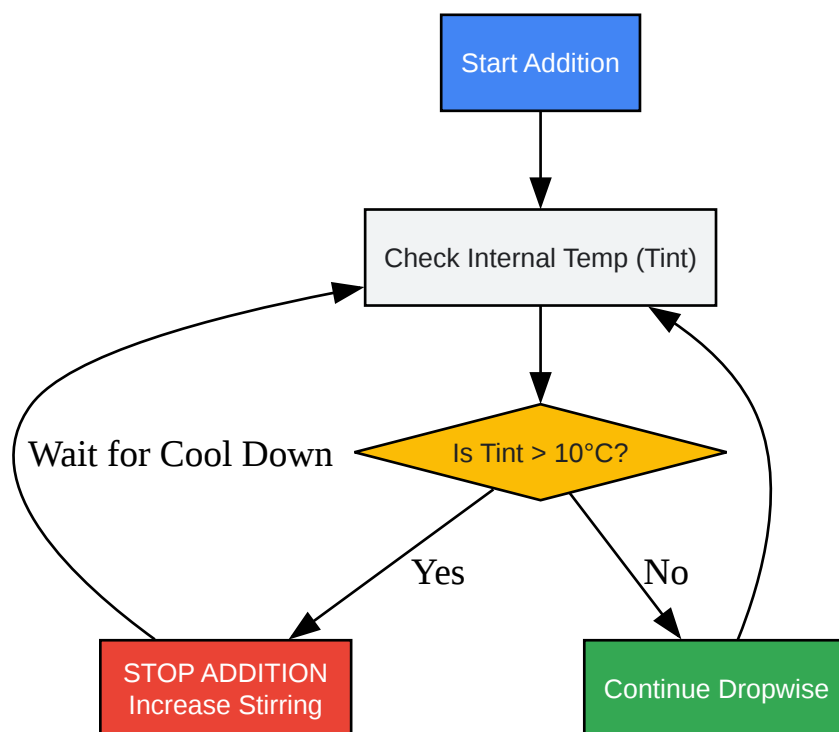 Start Addition
Check Internal Temp (Tint)
Wait for Cool Down
Is Tint > 10°C?
Yes
No
STOP ADDITION
Increase Stirring
Continue Dropwise